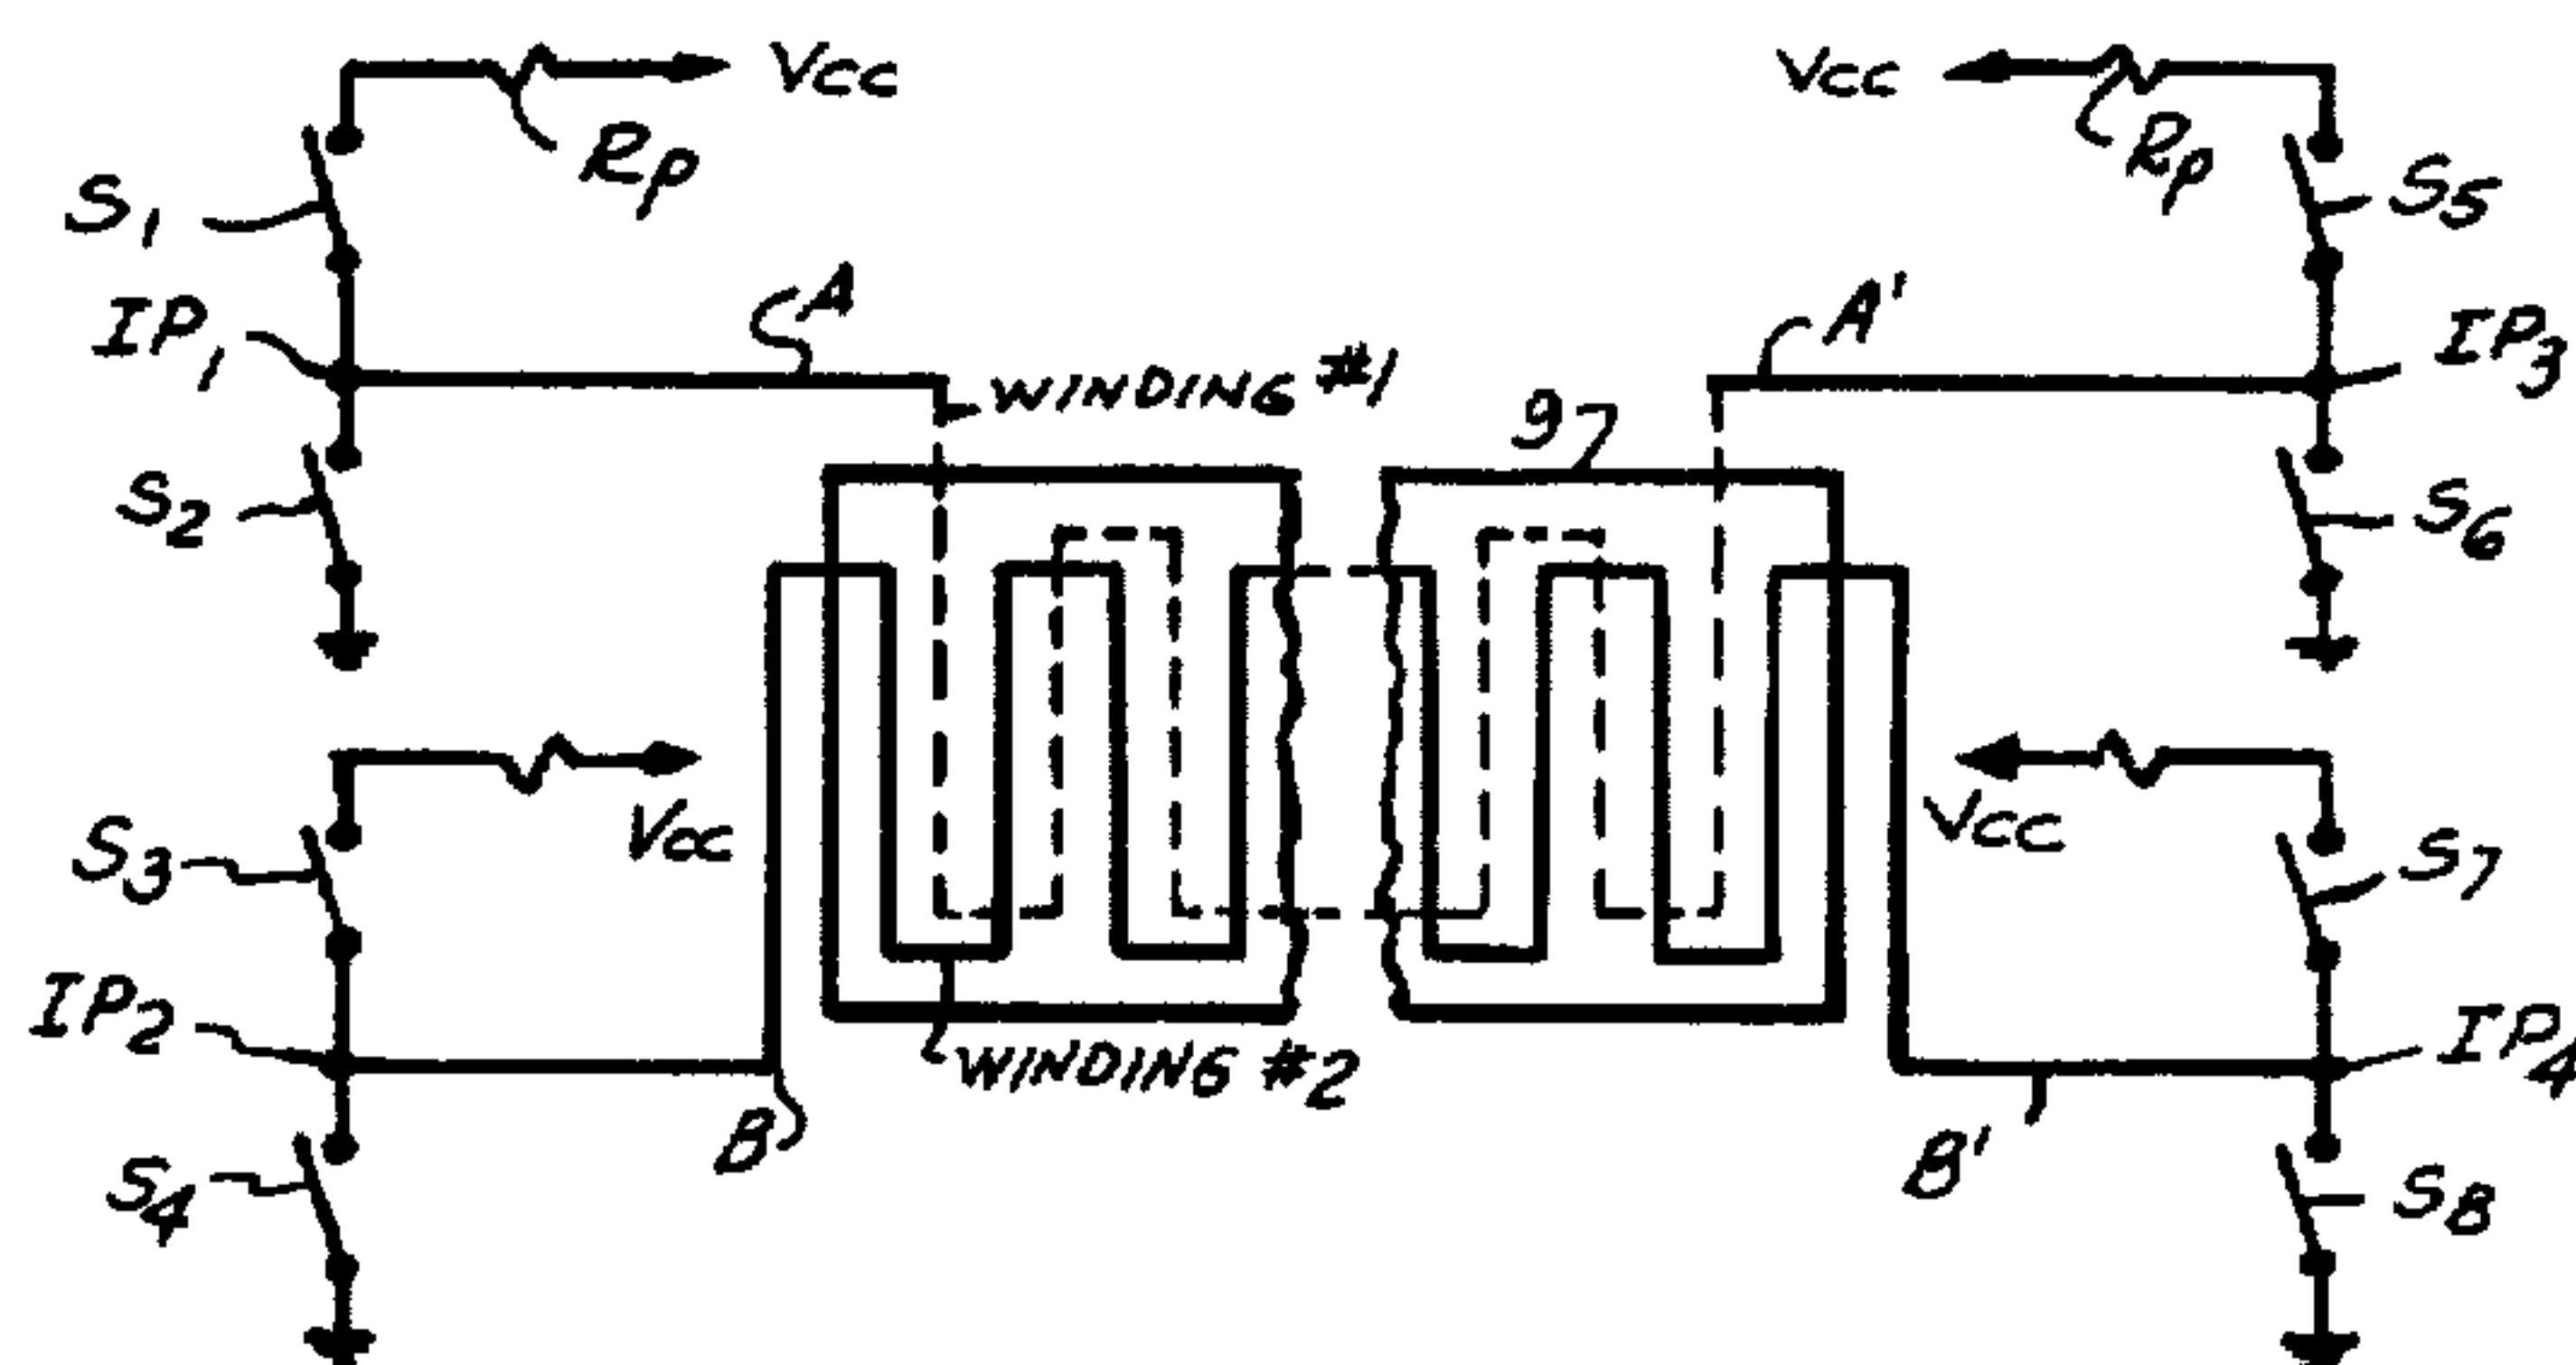 Vcc
Vcc
Rp
Rp
S1
S5
A
A'
IP1
IP3
WINDING #1
97
S2
S6
Vcc
Vcc
S3
S7
IP2
IP4
WINDING #2
B
B'
S4
S8